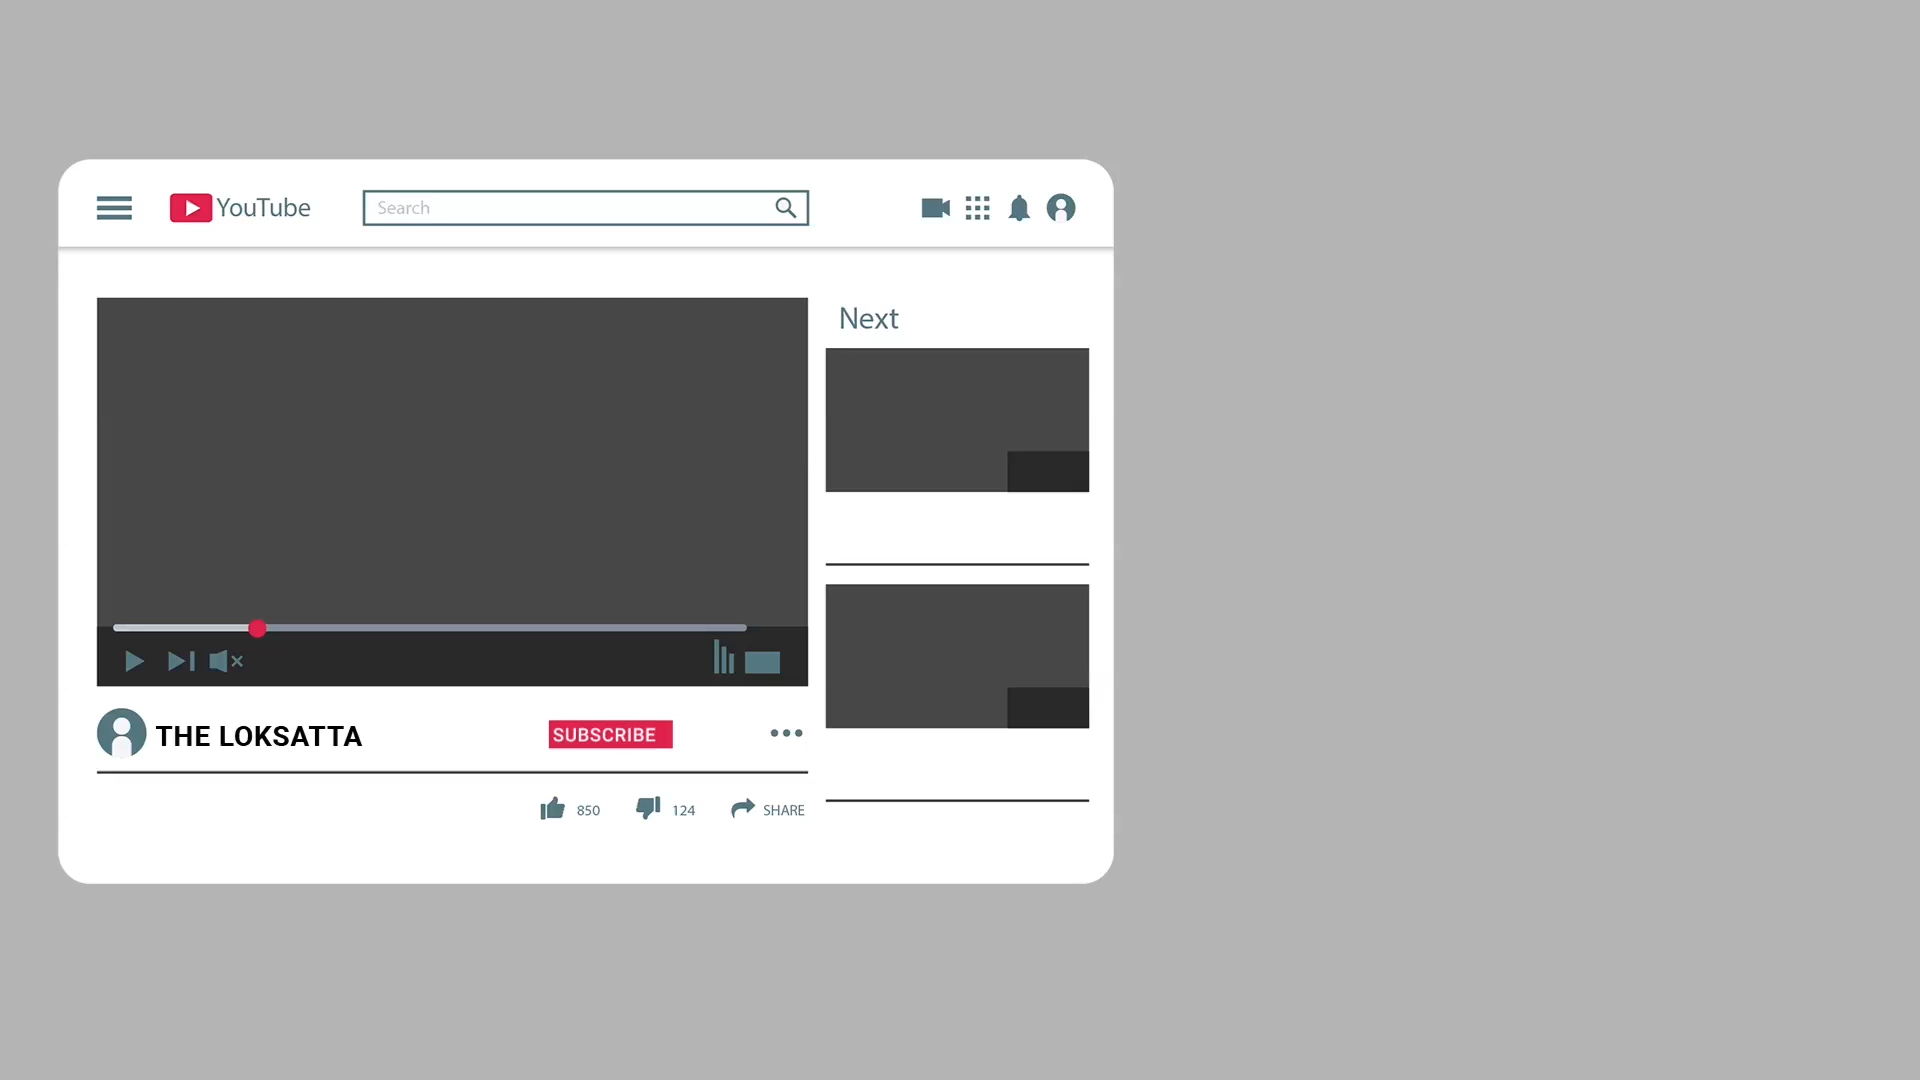 YouTube
Search
Next
THE LOKSATTA
SUBSCRIBE
850
124
SHARE